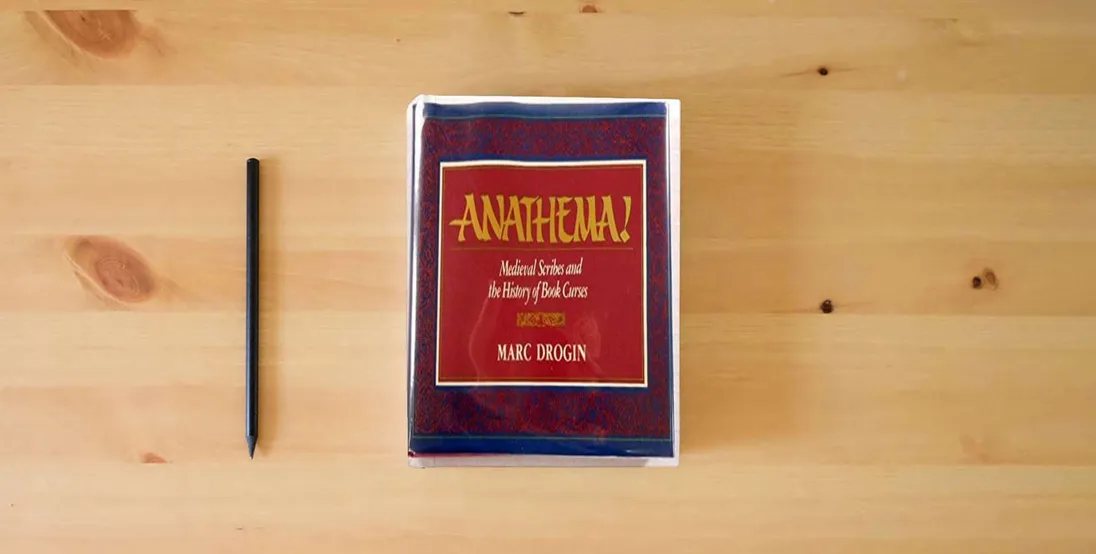 ANATHEMA!
Medieval Scribes and
the History of Book Curses
MARC DROGIN